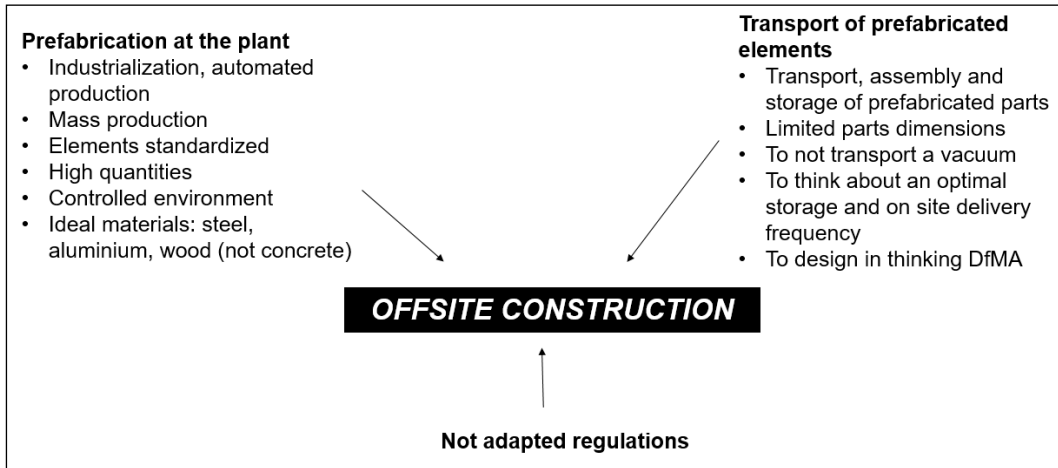 Prefabrication at the plant
• Industrialization, automated
production
• Mass production
• Elements standardized
• High quantities
• Controlled environment
• Ideal materials: steel,
aluminium, wood (not concrete)
Transport of prefabricated
elements
• Transport, assembly and
storage of prefabricated parts
• Limited parts dimensions
• To not transport a vacuum
• To think about an optimal
storage and on site delivery
frequency
• To design in thinking DfMA
OFFSITE CONSTRUCTION
Not adapted regulations